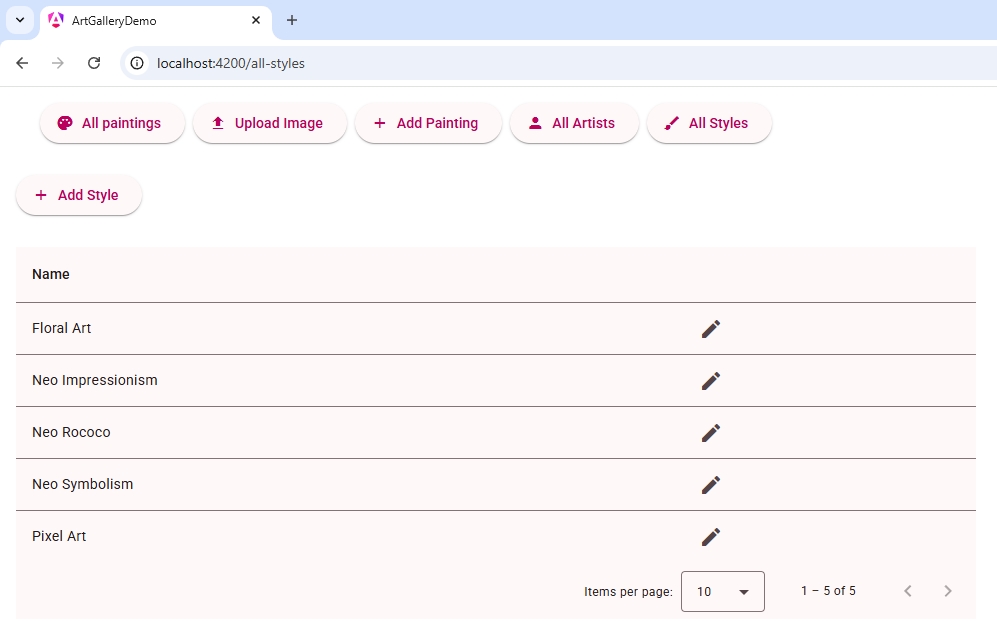 ArtGalleryDemo
localhost:4200/all-styles
All paintings Upload Image Add Painting All Artists All Styles
Add Style
Name
Floral Art
Neo Impressionism
Neo Rococo
Neo Symbolism
Pixel Art
Items per page: 10 1 – 5 of 5